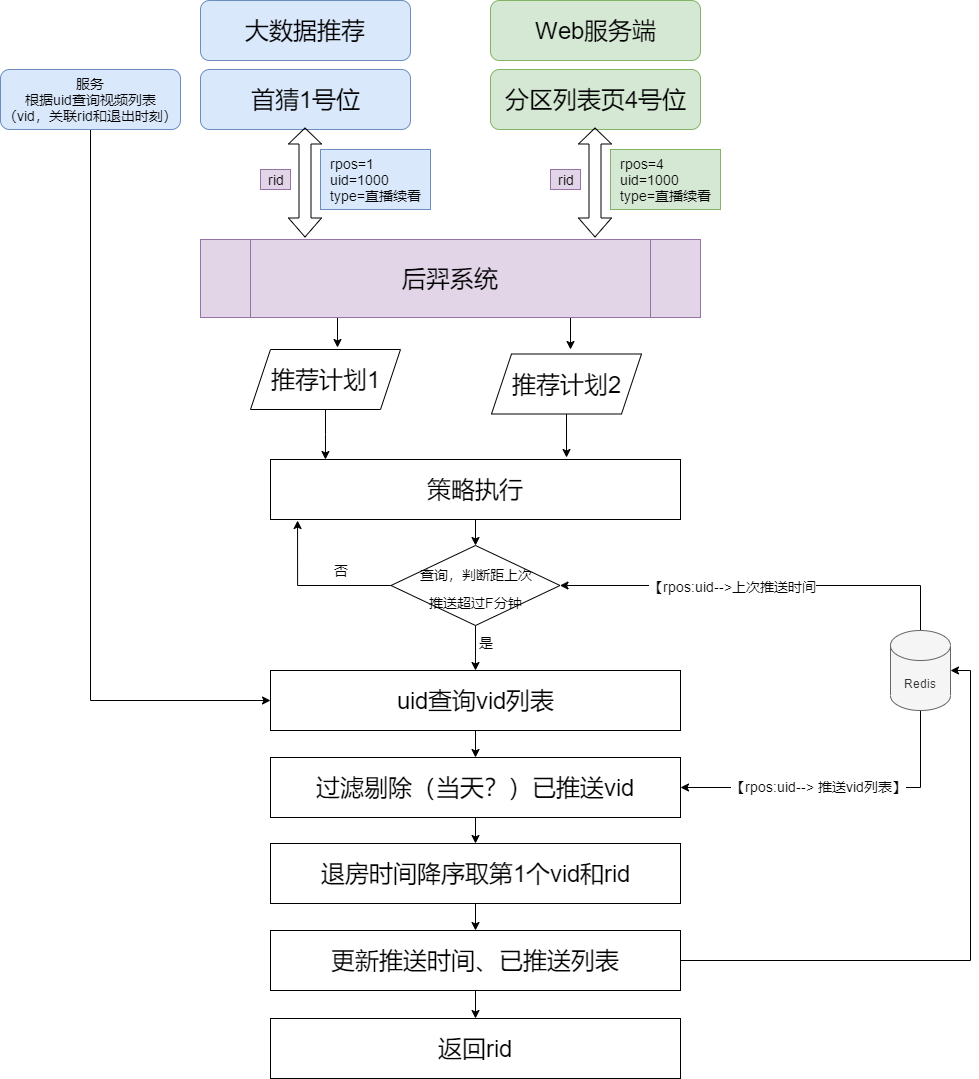 大数据推荐
Web服务端
服务
根据uid查询视频列表
（vid，关联rid和退出时刻）
首猜1号位
分区列表页4号位
rid
rpos=1
uid=1000
type=直播续看
rid
rpos=4
uid=1000
type=直播续看
后羿系统
推荐计划1
推荐计划2
策略执行
否
查询，判断距上次
推送超过F分钟
【rpos:uid-->上次推送时间
是
Redis
uid查询vid列表
过滤剔除（当天？）已推送vid
【rpos:uid--> 推送vid列表】
退房时间降序取第1个vid和rid
更新推送时间、已推送列表
返回rid